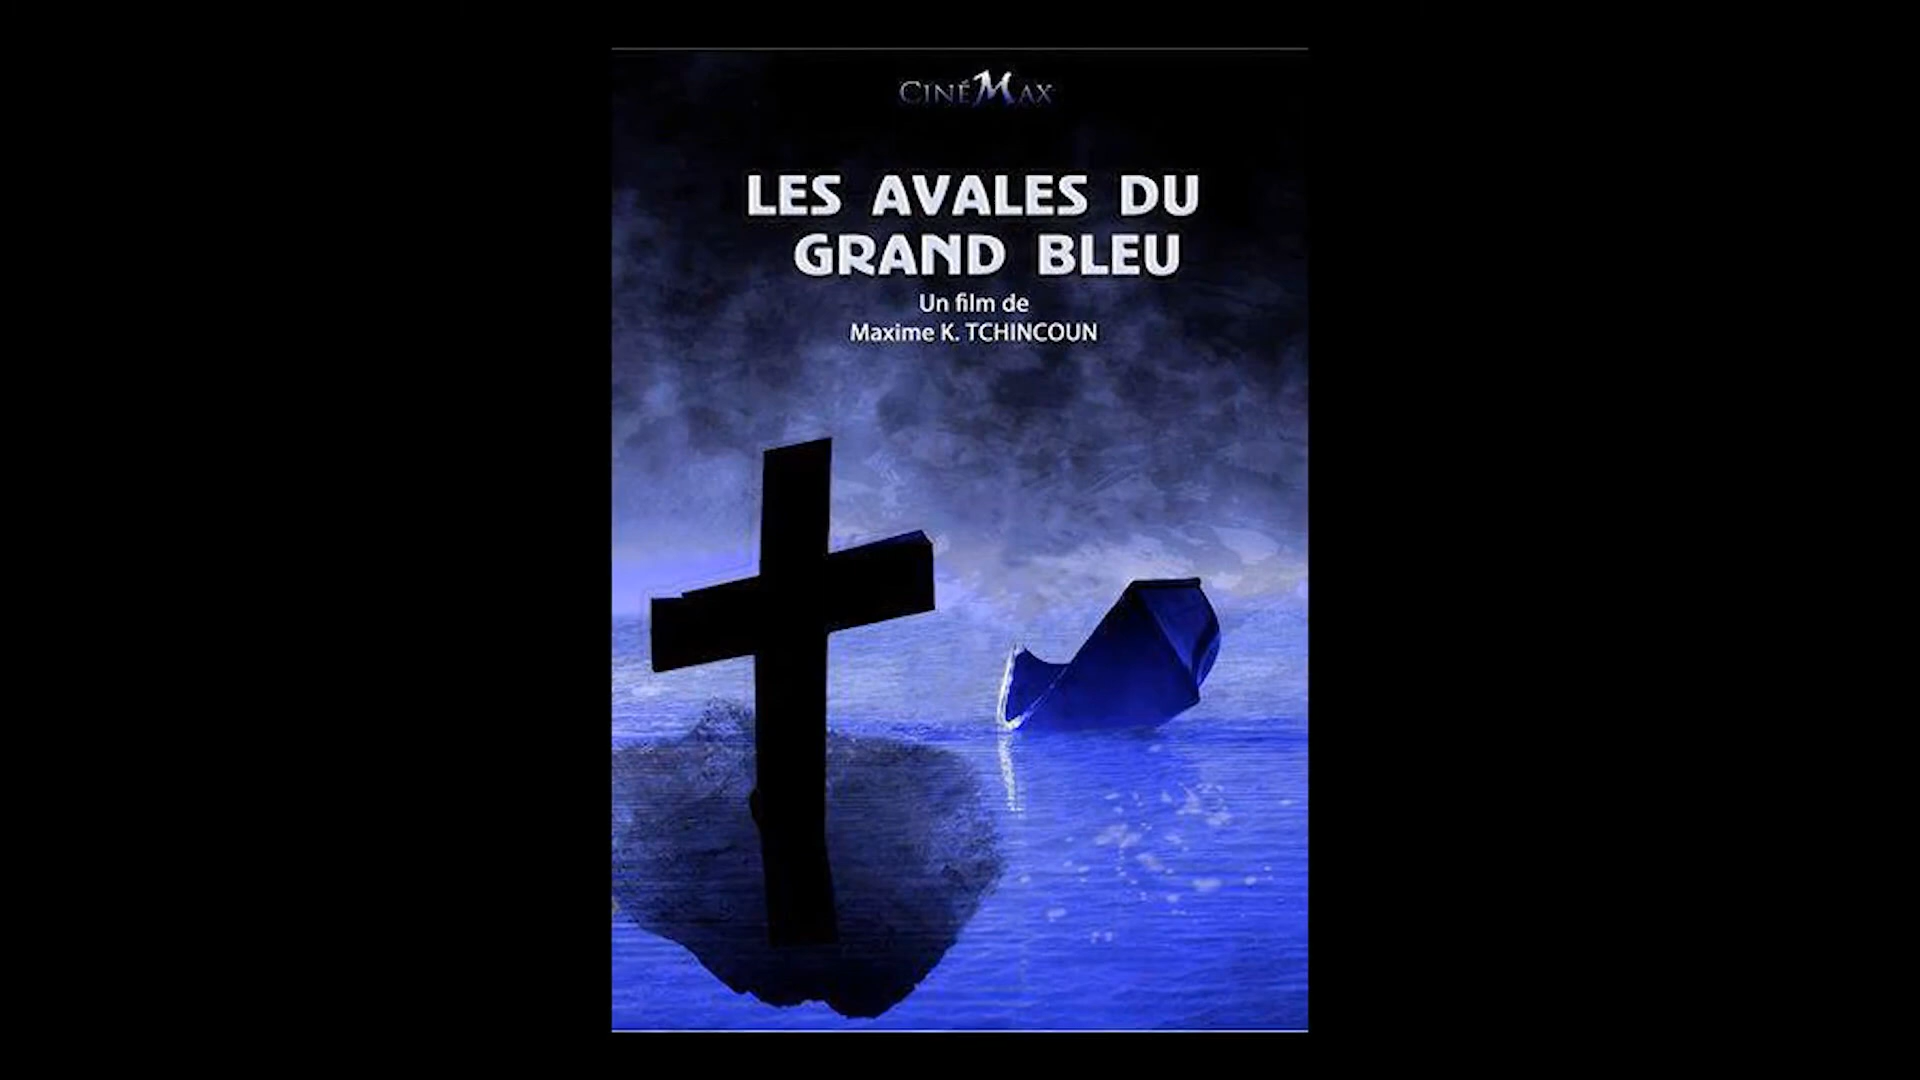 CINÉMAX
LES AVALES DU
GRAND BLEU
Un film de
Maxime K. TCHINCOUN